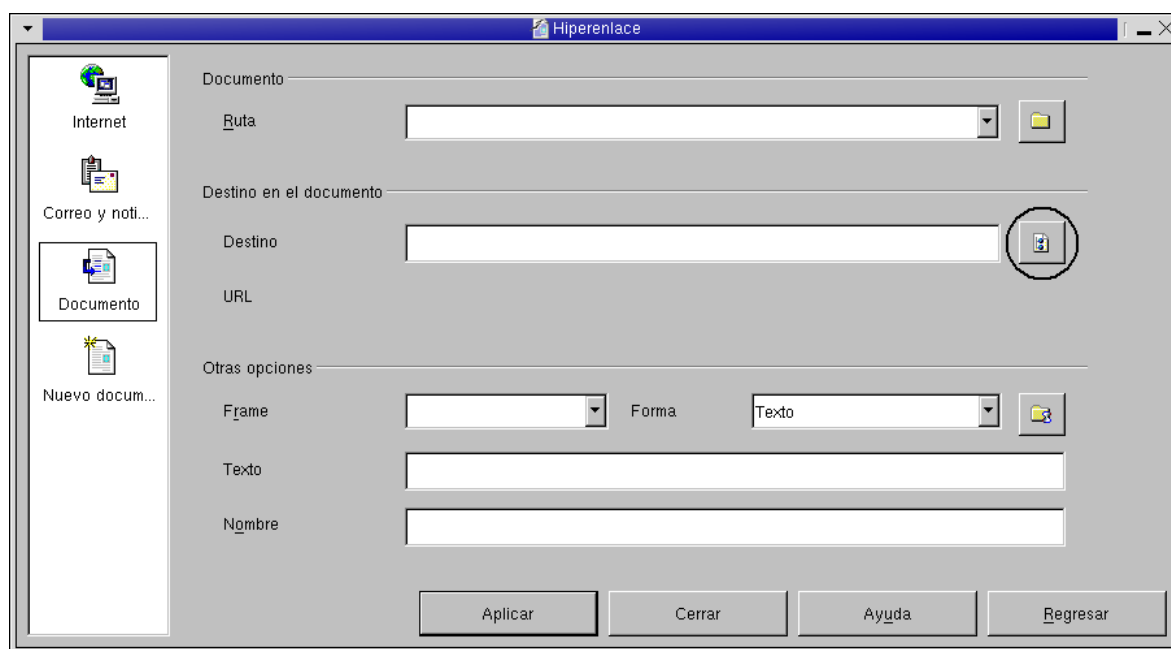 Hiperenlace
Internet
Correo y noti...
Documento
Nuevo docum...
Documento
Ruta
Destino en el documento
Destino
URL
Otras opciones
Frame
Forma
Texto
Texto
Nombre
Aplicar
Cerrar
Ayuda
Regresar